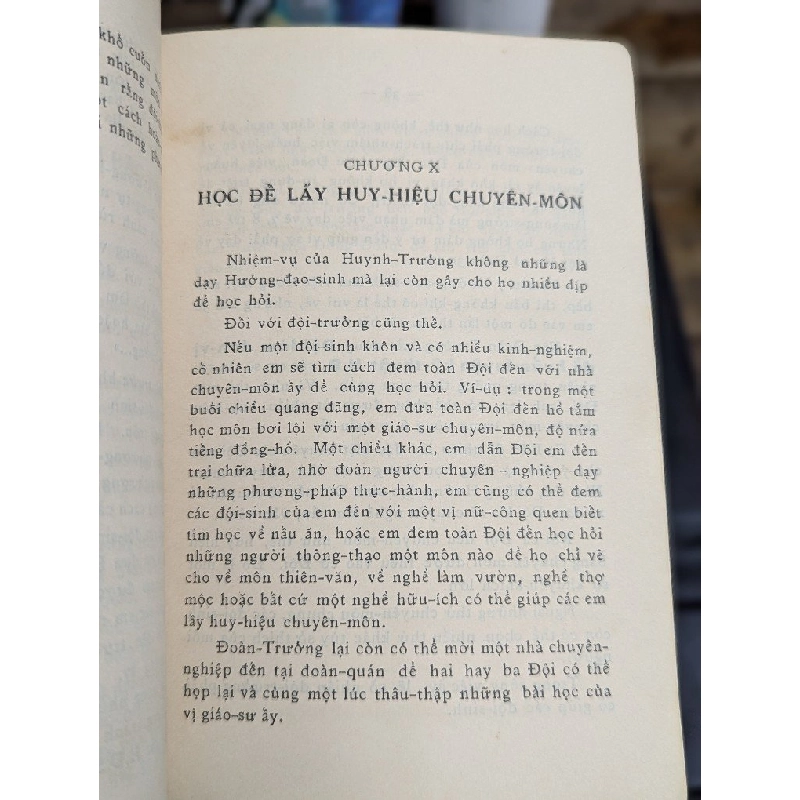 khổ cuốn
những
rằng
cách
những
CHƯƠNG X
HỌC ĐỀ LẤY HUY-HIỆU CHUYÊN-MÔN
Nhiệm-vụ của Huynh-Trưởng không những là
dạy Hướng-đạo-sinh mà lại còn gây cho họ nhiều dịp
để học hỏi.
Đối với đội-trưởng cũng thế.
Nếu một đội-sinh khôn và có nhiều kinh-nghiệm,
cố nhiên em sẽ tìm cách đem toàn Đội đến với nhà
chuyên-môn ấy để cùng học hỏi. Ví-dụ : trong một
buổi chiều quang đãng, em đưa toàn Đội đến hồ tắm
học môn bơi lội với một giáo-sư chuyên-môn, độ nửa
tiếng đồng-hồ. Một chiều khác, em dẫn Đội em đến
trại chữa lửa, nhờ đoàn người chuyên-nghiệp dạy
những phương-pháp thực-hành, em cũng có thể đem
các đội-sinh của em đến với một vị nữ-công quen biết
tìm học về nấu ăn, hoặc em đem toàn Đội đến học hỏi
những người thông-thạo một môn nào để họ chỉ vẽ
cho về môn thiên-văn, về nghề làm vườn, nghề thợ
mộc hoặc bất cứ một nghề hữu-ích có thể giúp các em
lấy huy-hiệu chuyên-môn.
Đoàn-Trưởng lại còn có thể mời một nhà chuyên-
nghiệp đến tại đoàn-quán để hai hay ba Đội có thể
họp lại và cùng một lúc thâu-thập những bài học của
vị giáo-sư ấy.